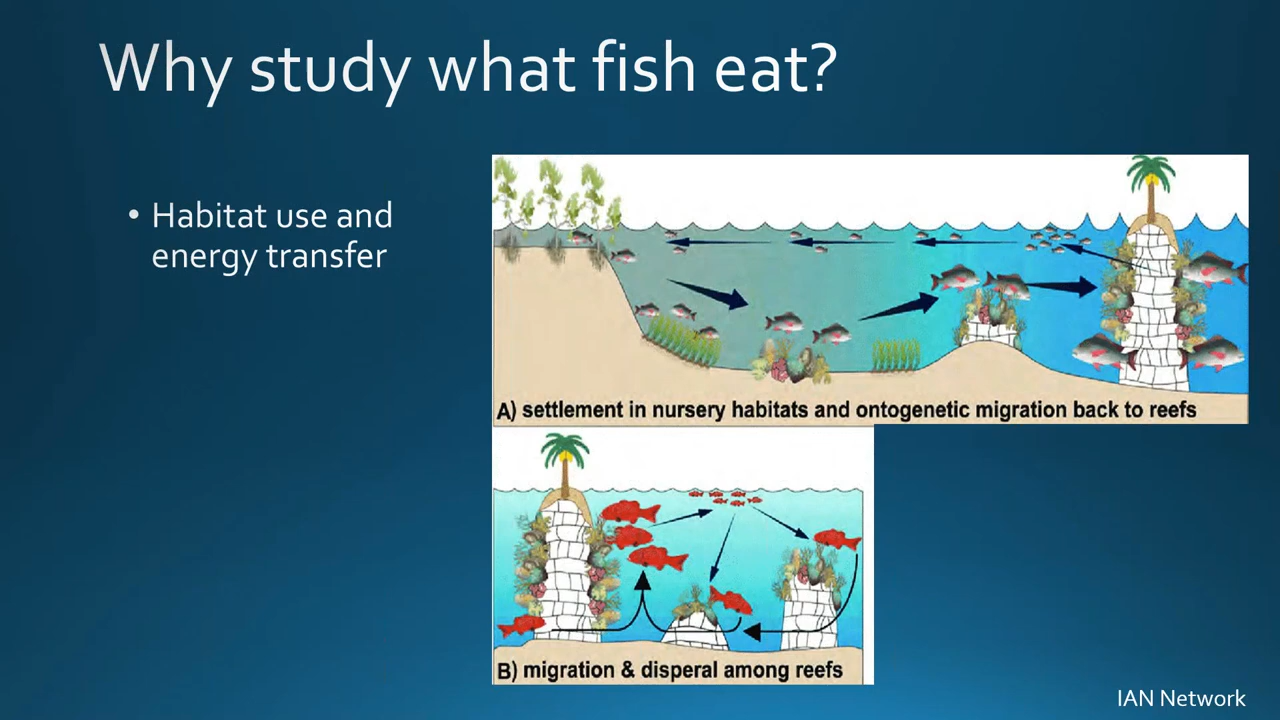 Why study what fish eat?
• Habitat use and
energy transfer
A) settlement in nursery habitats and ontogenetic migration back to reefs
B) migration & disperal among reefs
IAN Network